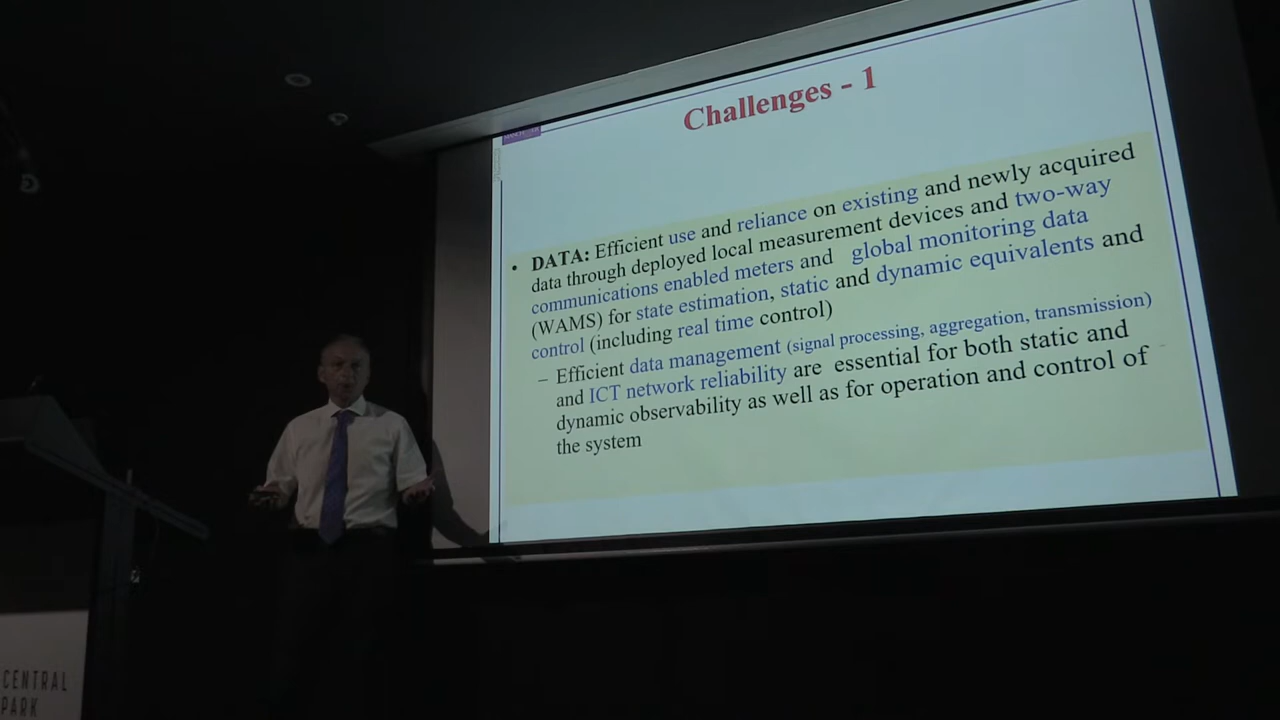 Challenges - 1
• DATA: Efficient use and reliance on existing and newly acquired
data through deployed local measurement devices and two-way
communications enabled meters and global monitoring data
(WAMS) for state estimation, static and dynamic equivalents and
control (including real time control)
– Efficient data management (signal processing, aggregation, transmission)
and ICT network reliability are essential for both static and
dynamic observability as well as for operation and control of
the system
CENTRAL
PARK